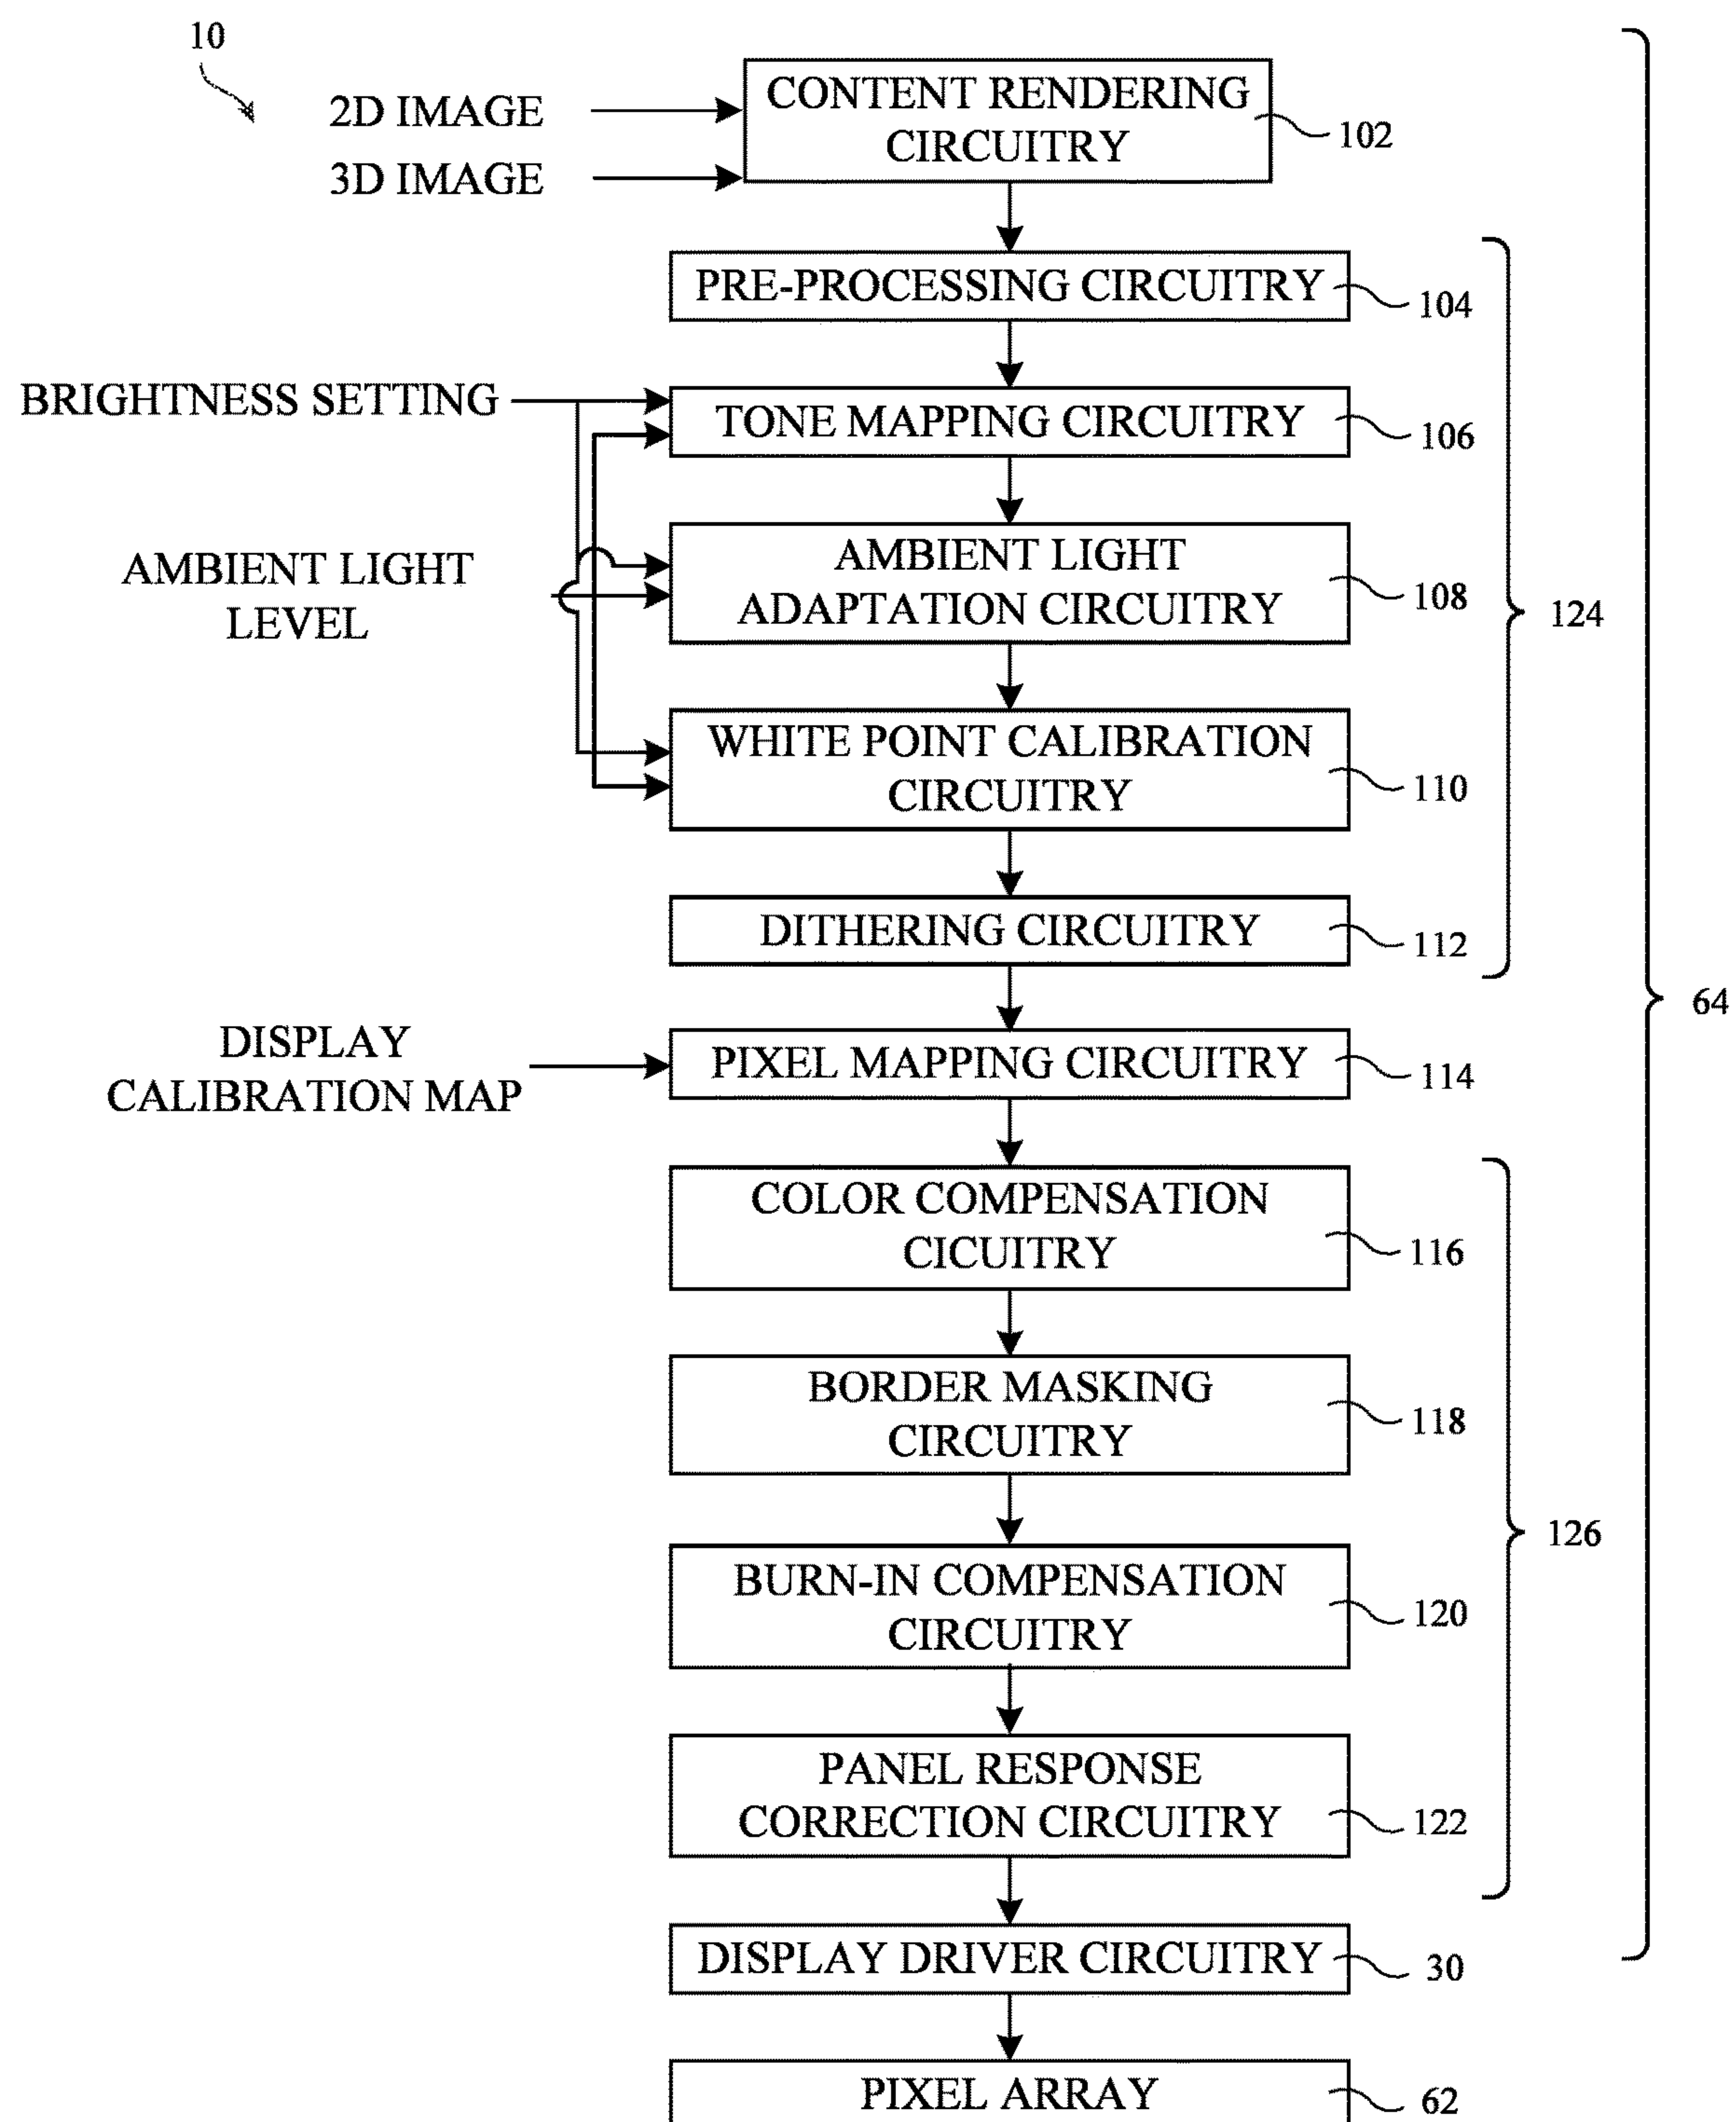 10
2D IMAGE
3D IMAGE
CONTENT RENDERING
CIRCUITRY
102
PRE-PROCESSING CIRCUITRY
104
BRIGHTNESS SETTING
TONE MAPPING CIRCUITRY
106
AMBIENT LIGHT
LEVEL
AMBIENT LIGHT
ADAPTATION CIRCUITRY
108
124
WHITE POINT CALIBRATION
CIRCUITRY
110
DITHERING CIRCUITRY
112
64
DISPLAY
CALIBRATION MAP
PIXEL MAPPING CIRCUITRY
114
COLOR COMPENSATION
CICUITRY
116
BORDER MASKING
CIRCUITRY
118
126
BURN-IN COMPENSATION
CIRCUITRY
120
PANEL RESPONSE
CORRECTION CIRCUITRY
122
DISPLAY DRIVER CIRCUITRY
30
PIXEL ARRAY
62